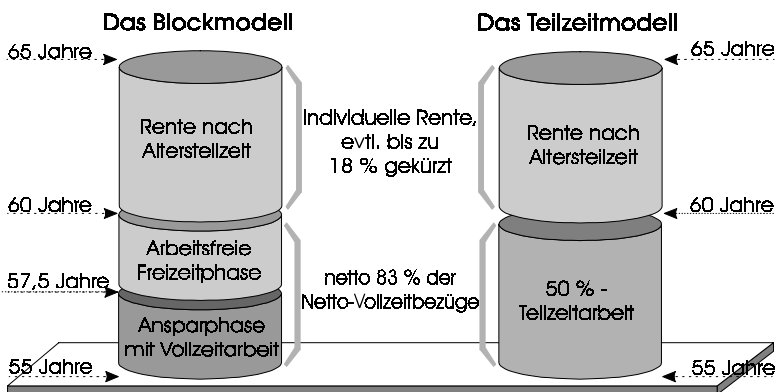 Das Blockmodell
Das Teilzeitmodell
65 Jahre
65 Jahre
Rente nach
Altersteilzeit
Individuelle Rente,
evtl. bis zu
18 % gekürzt
Rente nach
Altersteilzeit
60 Jahre
60 Jahre
Arbeitsfreie
Freizeitphase
57,5 Jahre
netto 83 % der
Netto-Vollzeitbezüge
50 % -
Teilzeitarbeit
Ansparphase
mit Vollzeitarbeit
55 Jahre
55 Jahre